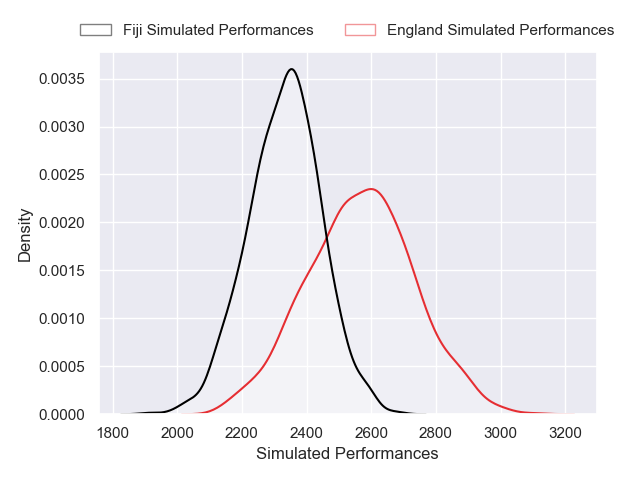 Fiji Simulated Performances England Simulated Performances
0.0035
0.0030
0.0025
0.0020
0.0015
0.0010
0.0005
0.0000
Density
1800 2000 2200 2400 2600 2800 3000 3200
Simulated Performances